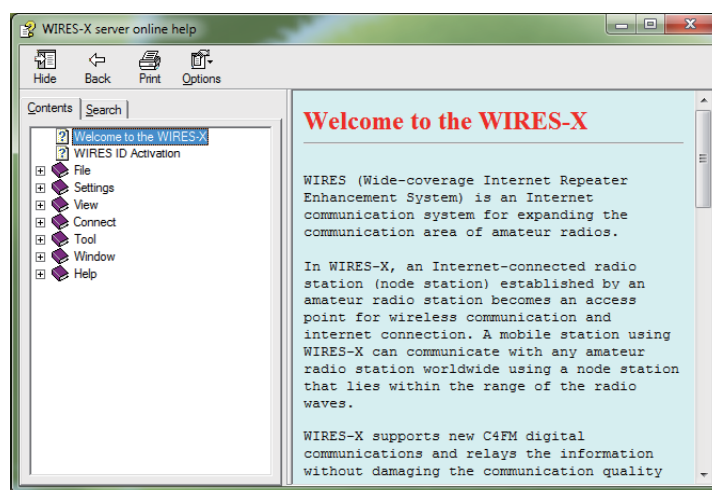 WIRES-X server online help
Hide Back Print Options
Contents Search
Welcome to the WIRES-X
WIRES ID Activation
File
Settings
View
Connect
Tool
Window
Help
Welcome to the WIRES-X
WIRES (Wide-coverage Internet Repeater
Enhancement System) is an Internet
communication system for expanding the
communication area of amateur radios.
In WIRES-X, an Internet-connected radio
station (node station) established by an
amateur radio station becomes an access
point for wireless communication and
internet connection. A mobile station using
WIRES-X can communicate with any amateur
radio station worldwide using a node station
that lies within the range of the radio
waves.
WIRES-X supports new C4FM digital
communications and relays the information
without damaging the communication quality